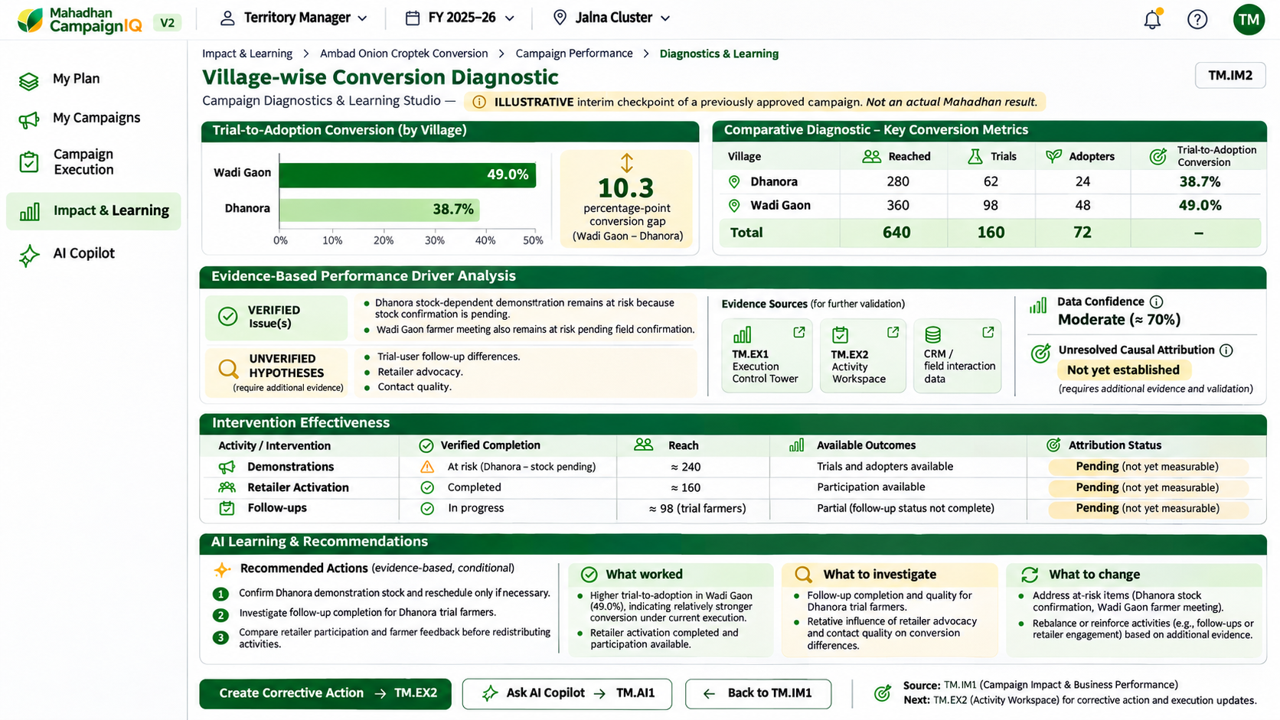 Mahadhan
CampaignIQ V2
Territory Manager
FY 2025–26
Jalna Cluster
TM
My Plan
My Campaigns
Campaign
Execution
Impact & Learning
AI Copilot
Impact & Learning > Ambad Onion Croptek Conversion > Campaign Performance > Diagnostics & Learning
Village-wise Conversion Diagnostic
TM.IM2
Campaign Diagnostics & Learning Studio —
ILLUSTRATIVE interim checkpoint of a previously approved campaign. Not an actual Mahadhan result.
Trial-to-Adoption Conversion (by Village)
Wadi Gaon
49.0%
Dhanora
38.7%
0% 10% 20% 30% 40% 50%
10.3
percentage-point
conversion gap
(Wadi Gaon – Dhanora)
Comparative Diagnostic – Key Conversion Metrics
Village Reached Trials Adopters Trial-to-Adoption
Conversion
Dhanora 280 62 24 38.7%
Wadi Gaon 360 98 48 49.0%
Total 640 160 72 –
Evidence-Based Performance Driver Analysis
VERIFIED
Issue(s)
• Dhanora stock-dependent demonstration remains at risk because
stock confirmation is pending.
• Wadi Gaon farmer meeting also remains at risk pending field confirmation.
UNVERIFIED
HYPOTHESES
(require additional evidence)
• Trial-user follow-up differences.
• Retailer advocacy.
• Contact quality.
Evidence Sources (for further validation)
TM.EX1
Execution
Control Tower
TM.EX2
Activity
Workspace
CRM /
field interaction
data
Data Confidence
Moderate (≈ 70%)
Unresolved Causal Attribution
Not yet established
(requires additional evidence and validation)
Intervention Effectiveness
Activity / Intervention Verified Completion Reach Available Outcomes Attribution Status
Demonstrations At risk (Dhanora – stock pending) ≈ 240 Trials and adopters available Pending (not yet measurable)
Retailer Activation Completed ≈ 160 Participation available Pending (not yet measurable)
Follow-ups In progress ≈ 98 (trial farmers) Partial (follow-up status not complete) Pending (not yet measurable)
AI Learning & Recommendations
Recommended Actions (evidence-based, conditional)
1 Confirm Dhanora demonstration stock and reschedule only if necessary.
2 Investigate follow-up completion for Dhanora trial farmers.
3 Compare retailer participation and farmer feedback before redistributing
activities.
What worked
• Higher trial-to-adoption in Wadi Gaon
(49.0%), indicating relatively stronger
conversion under current execution.
• Retailer activation completed and
participation available.
What to investigate
• Follow-up completion and quality for
Dhanora trial farmers.
• Retative influence of retailer advocacy
and contact quality on conversion
differences.
What to change
• Address at-risk items (Dhanora stock
confirmation, Wadi Gaon farmer meeting).
• Rebalance or reinforce activities (e.g., follow-ups or
retailer engagement) based on additional evidence.
Create Corrective Action → TM.EX2
Ask AI Copilot → TM.AI1
← Back to TM.IM1
Source: TM.IM1 (Campaign Impact & Business Performance)
Next: TM.EX2 (Activity Workspace) for corrective action and execution updates.